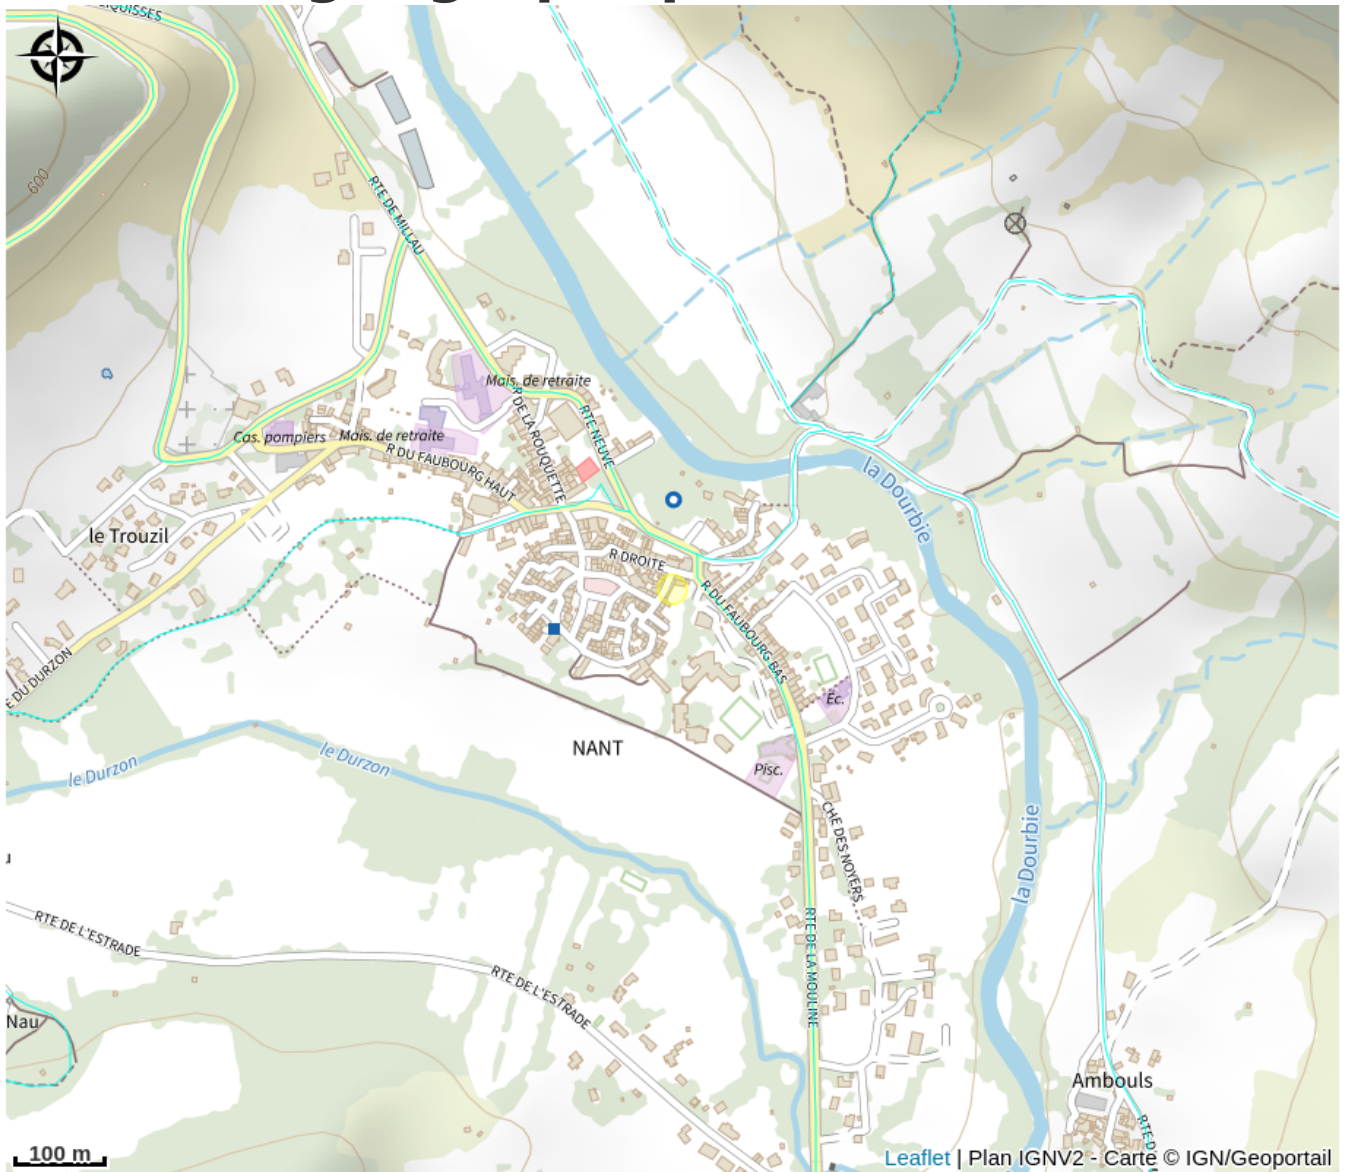 IQUISSES
600
RTE DE MILLAU
Mais. de retraite
R DE LA ROUQUETTE
RTE NEUVE
Cas. pompiers
Mais. de retraite
R DU FAUBOURG HAUT
la Dourbie
le Trouzil
R DROITE
R DU FAUBOURG BAS
E DU DURZON
Éc.
le Durzon
le Durzon
NANT
Pisc.
CHE DES NOYERS
la Dourbie
RTE DE L'ESTRADE
RTE DE LA MOULINE
RTE DE L'ESTRADE
Nau
Ambouls
RTE D
100 m
Leaflet | Plan IGNV2 - Carte © IGN/Geoportail